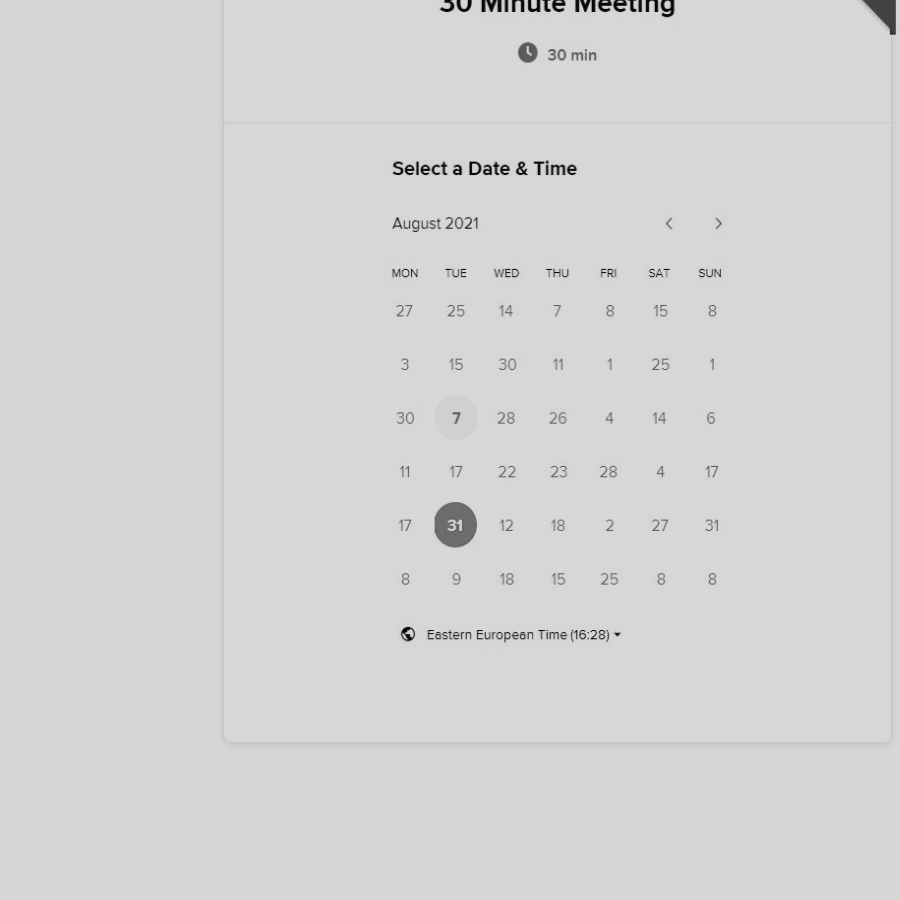 30 Minute Meeting
30 min
Select a Date & Time
August 2021
MON TUE WED THU FRI SAT SUN
27 25 14 7 8 15 8
3 15 30 11 1 25 1
30 7 28 26 4 14 6
11 17 22 23 28 4 17
17 31 12 18 2 27 31
8 9 18 15 25 8 8
Eastern European Time (16:28)